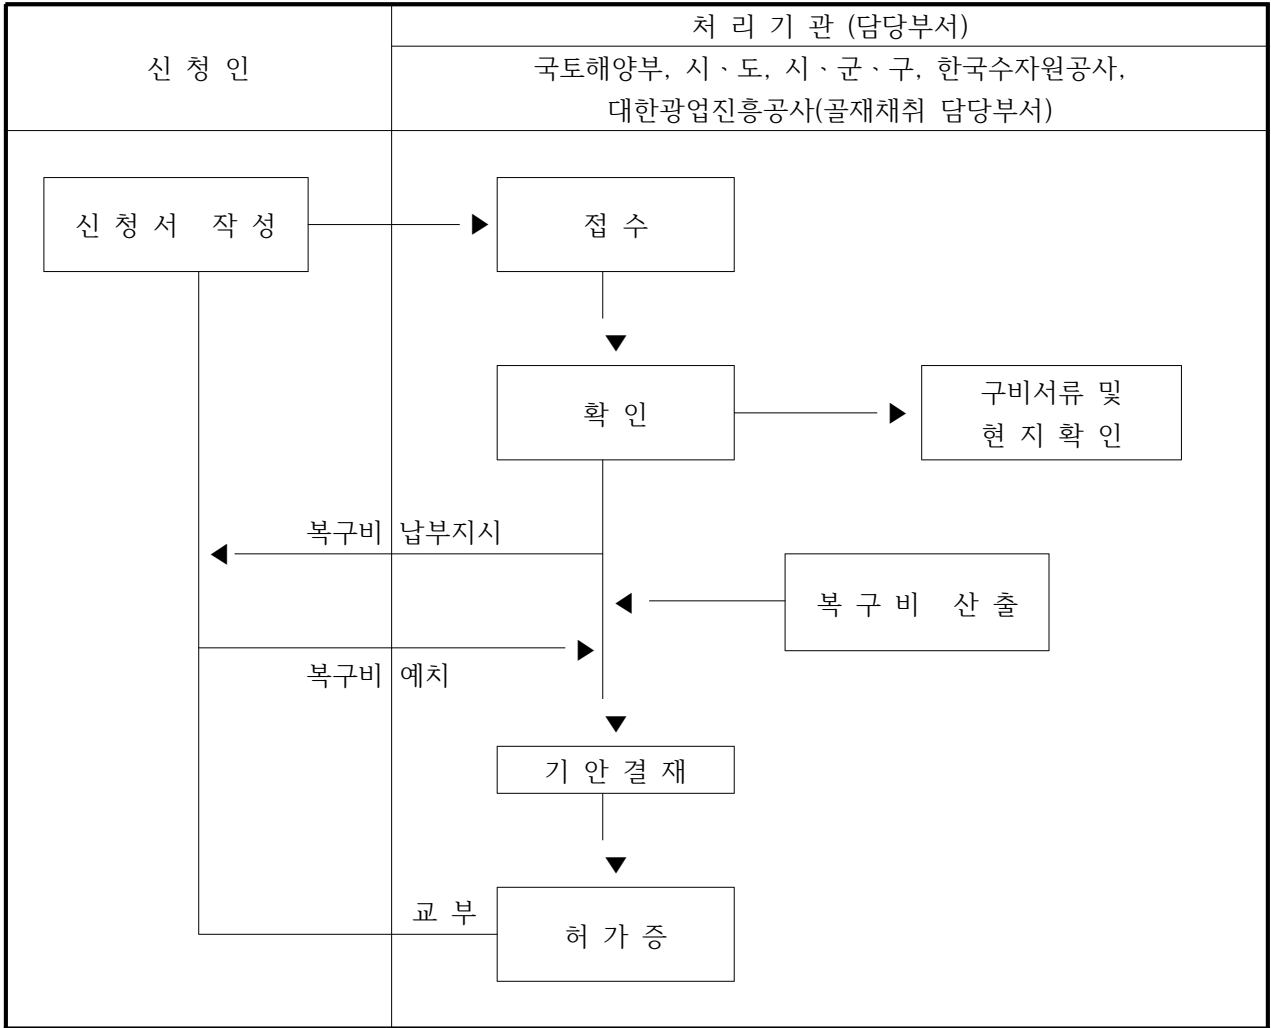 신 청 인
처 리 기 관 (담당부서)
국토해양부, 시ㆍ도, 시ㆍ군ㆍ구, 한국수자원공사,
대한광업진흥공사(골재채취 담당부서)
신 청 서 작 성
접 수
확 인
구비서류 및
현 지 확 인
복구비 납부지시
복 구 비 산 출
복구비 예치
기 안 결 재
교 부
허 가 증